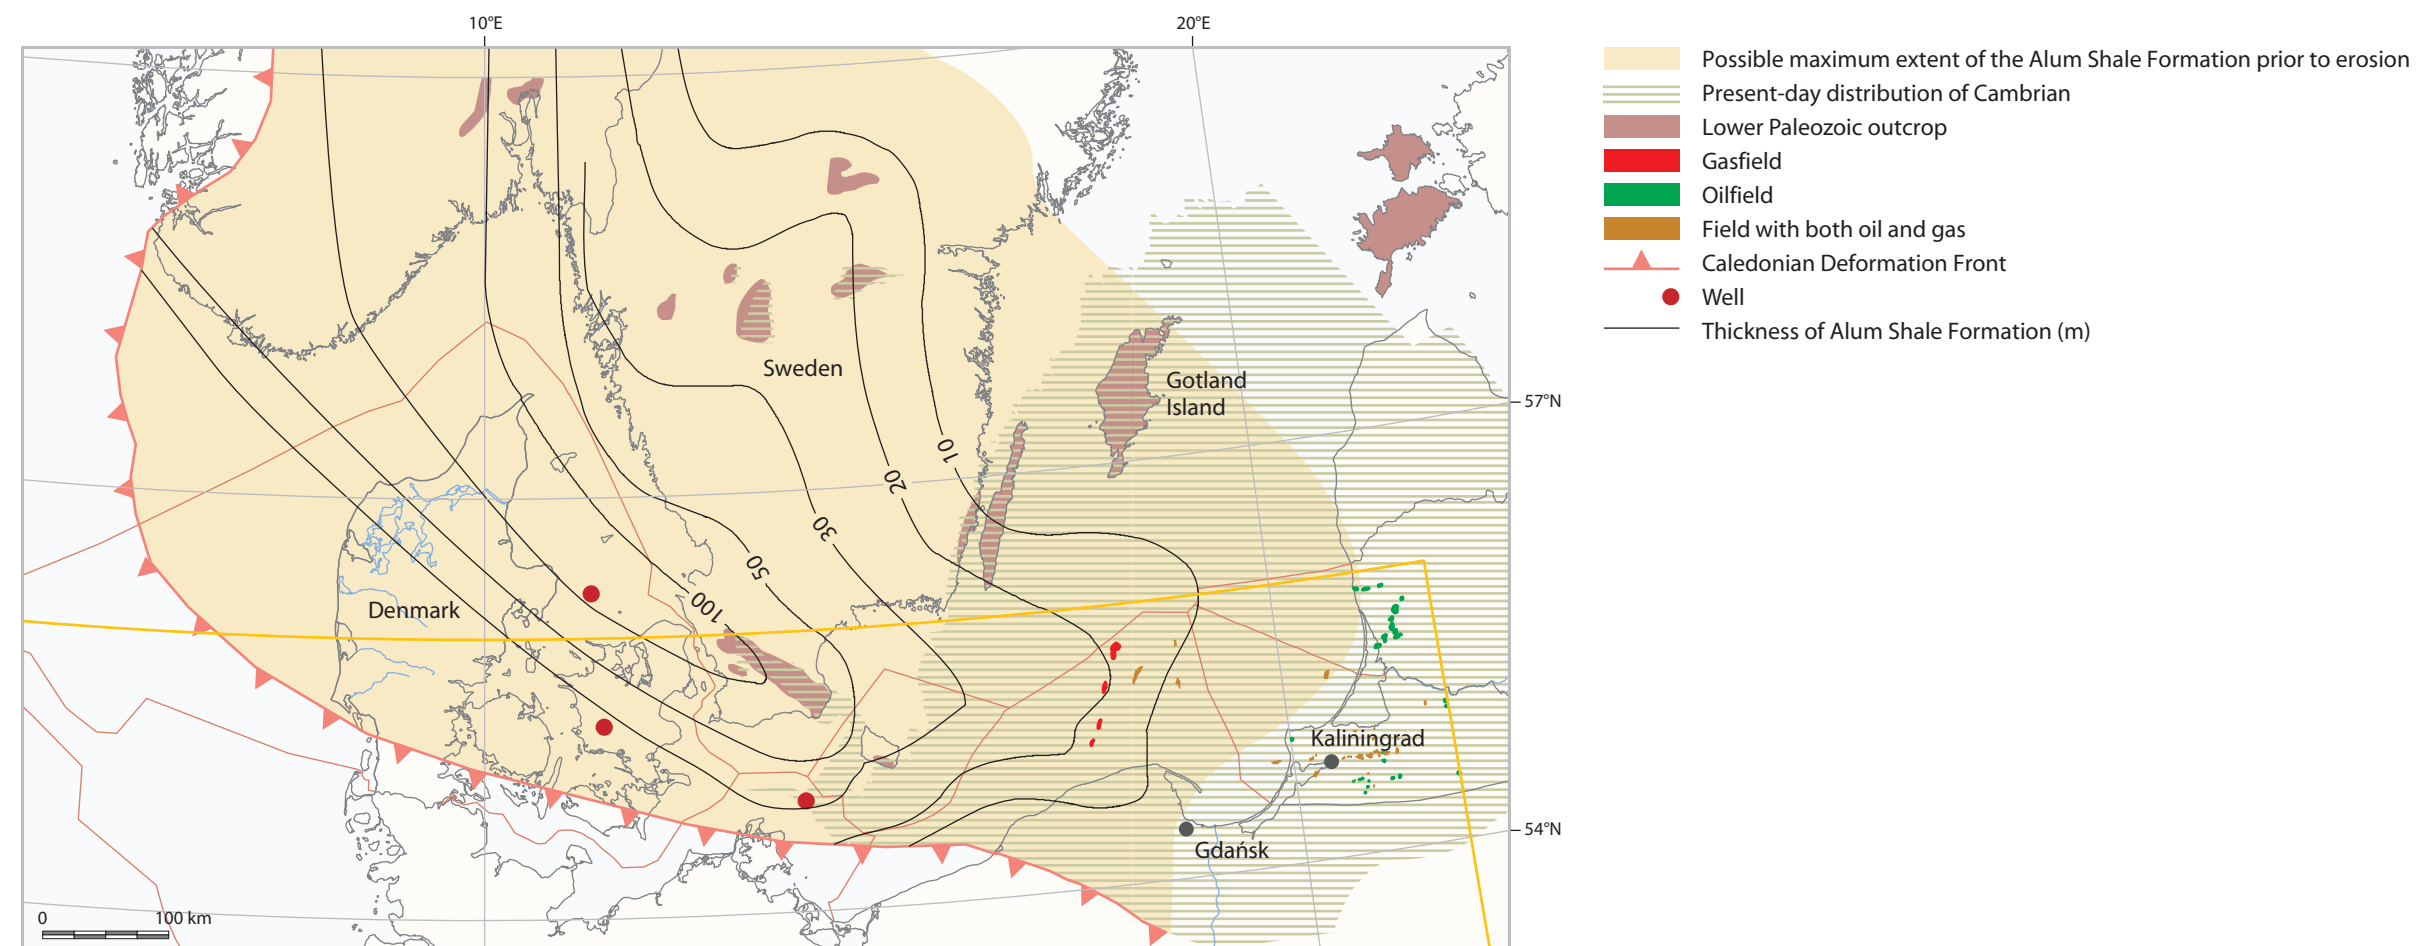 10°E
20°E
Possible maximum extent of the Alum Shale Formation prior to erosion
Present-day distribution of Cambrian
Lower Paleozoic outcrop
Gasfield
Oilfield
Field with both oil and gas
Caledonian Deformation Front
Well
Thickness of Alum Shale Formation (m)
Sweden
Gotland
Island
57°N
10
20
30
50
100
Denmark
Kaliningrad
54°N
Gdańsk
0 100 km